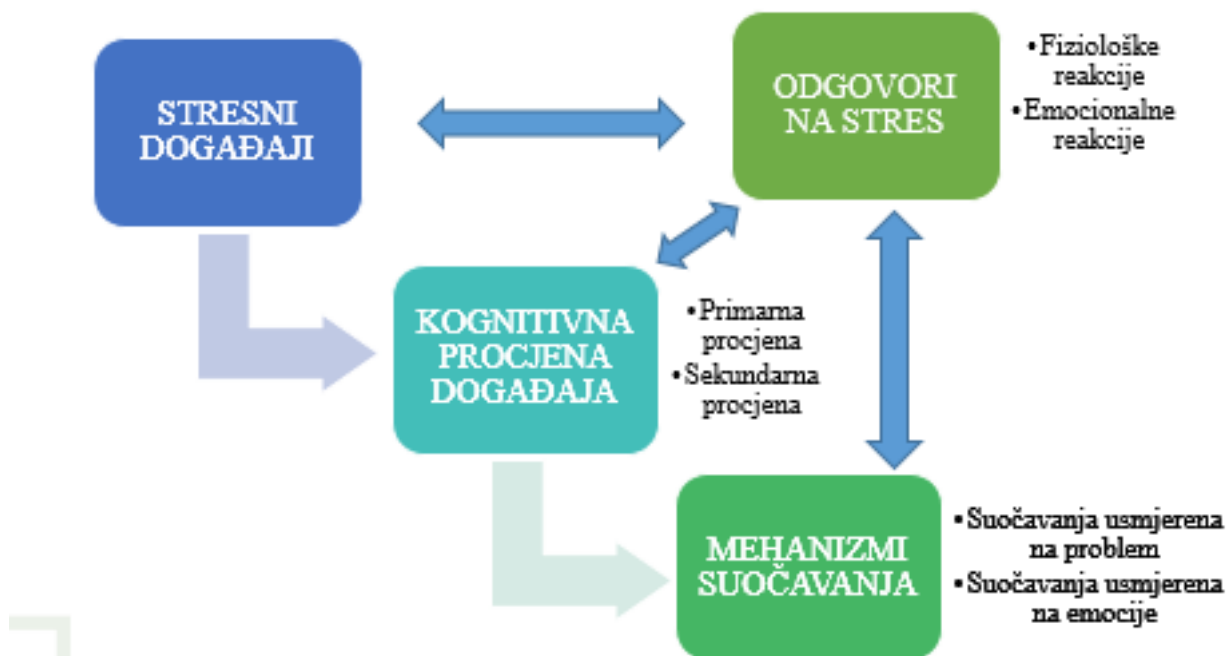 STRESNI
DOGAĐAJI
ODGOVORI
NA STRES
•Fiziološke
reakcije
•Emocionalne
reakcije
KOGNITIVNA
PROCJENA
DOGAĐAJA
•Primarna
procjena
•Sekundarna
procjena
MEHANIZMI
SUOČAVANJA
•Suočavanja usmjerena
na problem
•Suočavanja usmjerena
na emocije